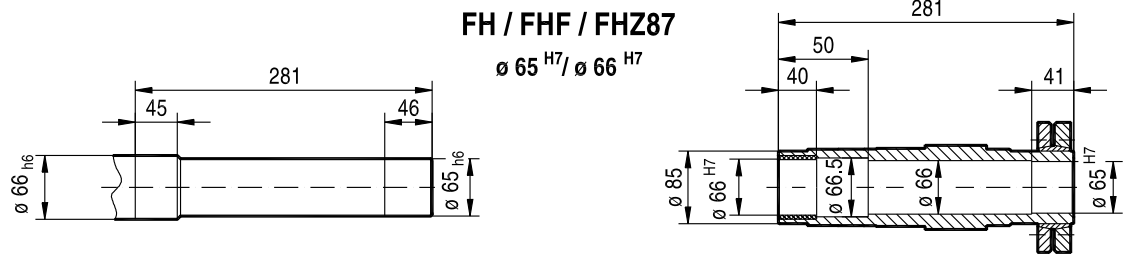 FH / FHF / FHZ87
ø 65 H7/ ø 66 H7
281
45
46
ø 66 h6
ø 65 h6
281
50
40
41
ø 85
ø 66 H7
ø 66.5
ø 66
ø 65 H7